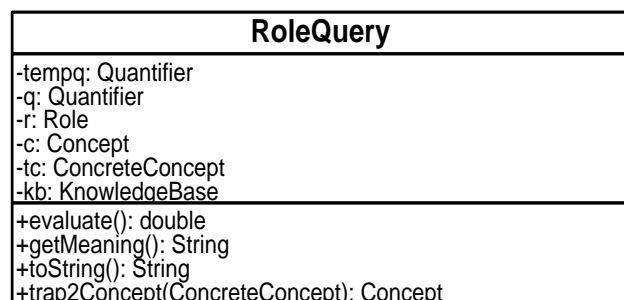 RoleQuery
-tempq: Quantifier
-q: Quantifier
-r: Role
-c: Concept
-tc: ConcreteConcept
-kb: KnowledgeBase
+evaluate(): double
+getMeaning(): String
+toString(): String
+trap2Concept(ConcreteConcept): Concept